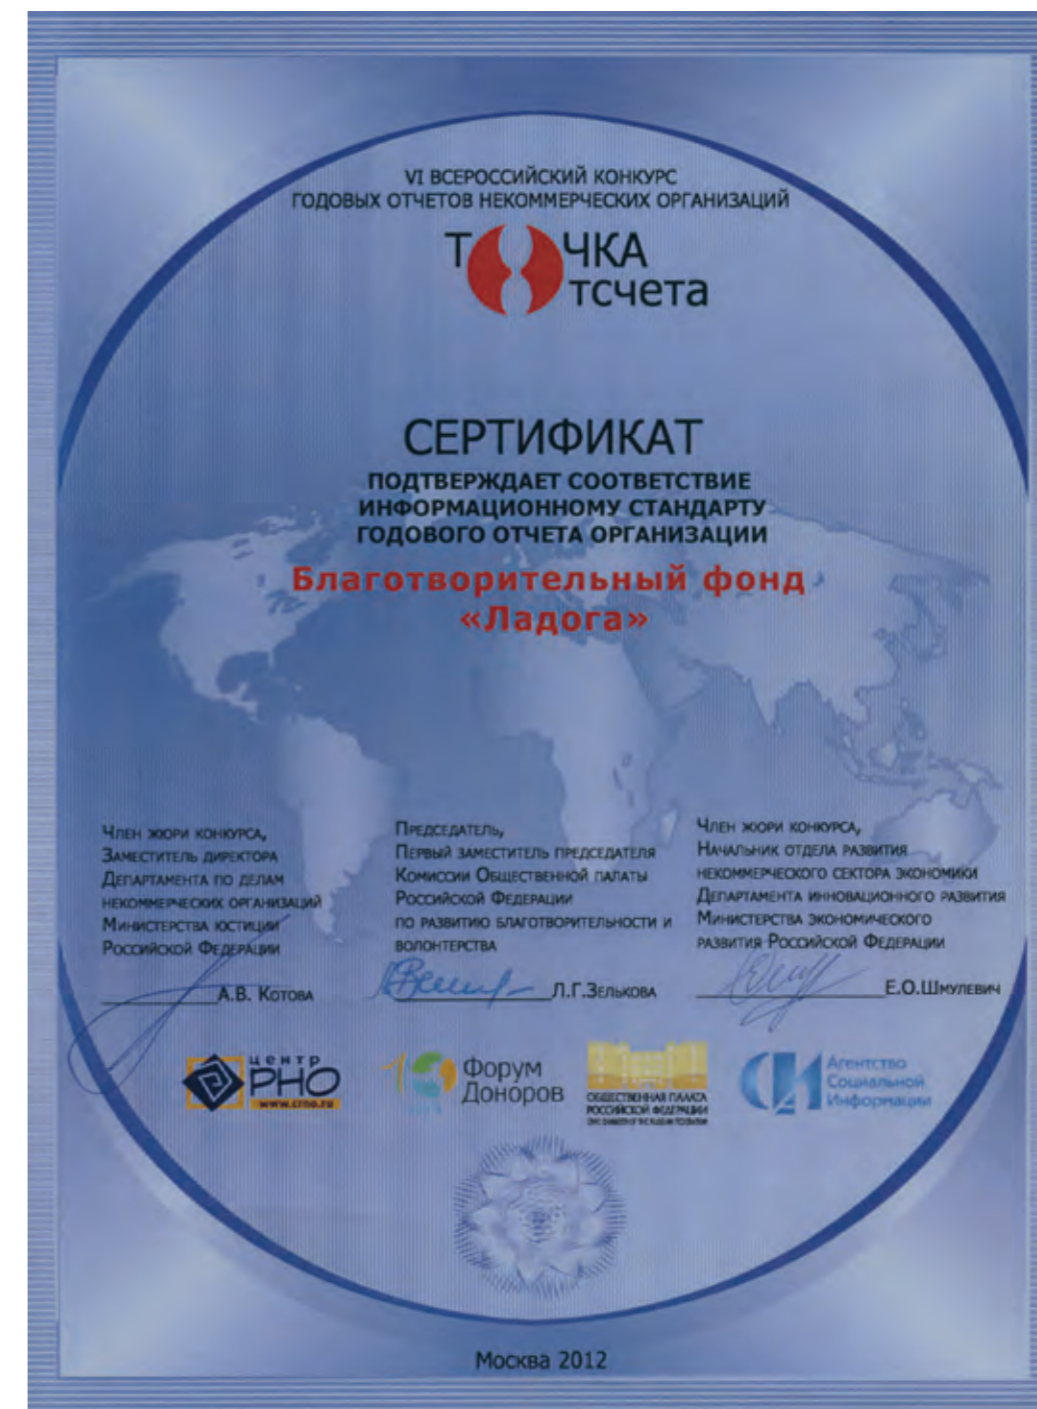 VI ВСЕРОССИЙСКИЙ КОНКУРС
ГОДОВЫХ ОТЧЕТОВ НЕКОММЕРЧЕСКИХ ОРГАНИЗАЦИЙ
ТОЧКА
Отсчета
СЕРТИФИКАТ
ПОДТВЕРЖДАЕТ СООТВЕТСТВИЕ
ИНФОРМАЦИОННОМУ СТАНДАРТУ
ГОДОВОГО ОТЧЕТА ОРГАНИЗАЦИИ
Благотворительный фонд
«Ладога»
Член жюри конкурса,
Заместитель директора
Департамента по делам
некоммерческих организаций
Министерства юстиции
Российской Федерации
А.В. Котова
Председатель,
Первый заместитель председателя
Комиссии Общественной палаты
Российской Федерации
по развитию благотворительности и
волонтерства
Л.Г.Зелькова
Член жюри конкурса,
Начальник отдела развития
некоммерческого сектора экономики
Департамента инновационного развития
Министерства экономического
развития Российской Федерации
Е.О.Шмулевич
центр
РНО
www.crno.ru
10
Форум
Доноров
ОБЩЕСТВЕННАЯ ПАЛАТА
РОССИЙСКОЙ ФЕДЕРАЦИИ
СИ
Агентство
Социальной
Информации
Москва 2012